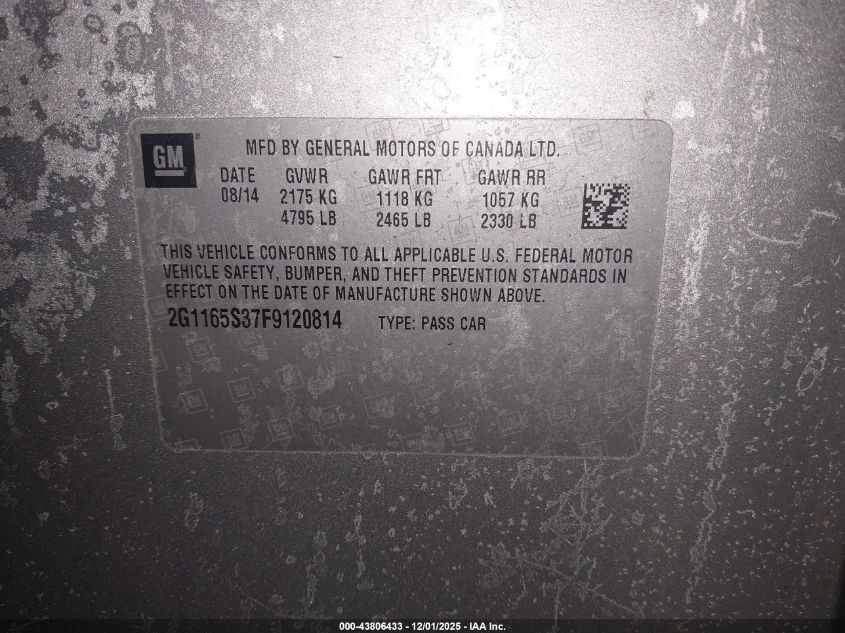 GM ® MFD BY GENERAL MOTORS OF CANADA LTD.
DATE GVWR GAWR FRT GAWR RR
08/14 2175 KG 1118 KG 1057 KG
4795 LB 2465 LB 2330 LB
THIS VEHICLE CONFORMS TO ALL APPLICABLE U.S. FEDERAL MOTOR
VEHICLE SAFETY, BUMPER, AND THEFT PREVENTION STANDARDS IN
EFFECT ON THE DATE OF MANUFACTURE SHOWN ABOVE.
2G1165S37F9120814 TYPE: PASS CAR
000-43806433 - 12/01/2025 - IAA Inc.